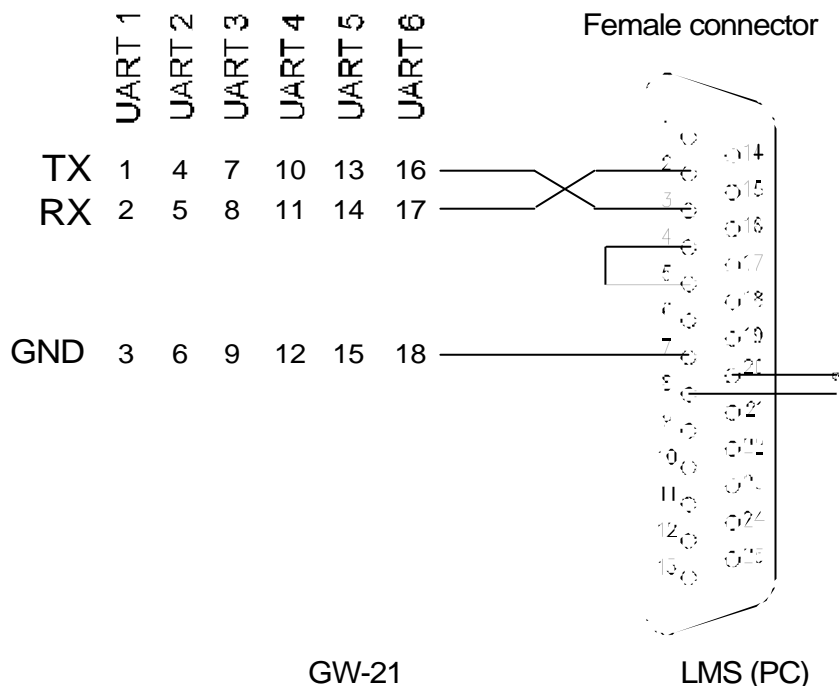 UART 1
UART 2
UART 3
UART 4
UART 5
UART 6
Female connector
TX 1 4 7 10 13 16
RX 2 5 8 11 14 17
GND 3 6 9 12 15 18
2
3
4
5
6
7
8
9
10
11
12
13
14
15
16
17
18
19
20
21
22
24
25
GW-21
LMS (PC)